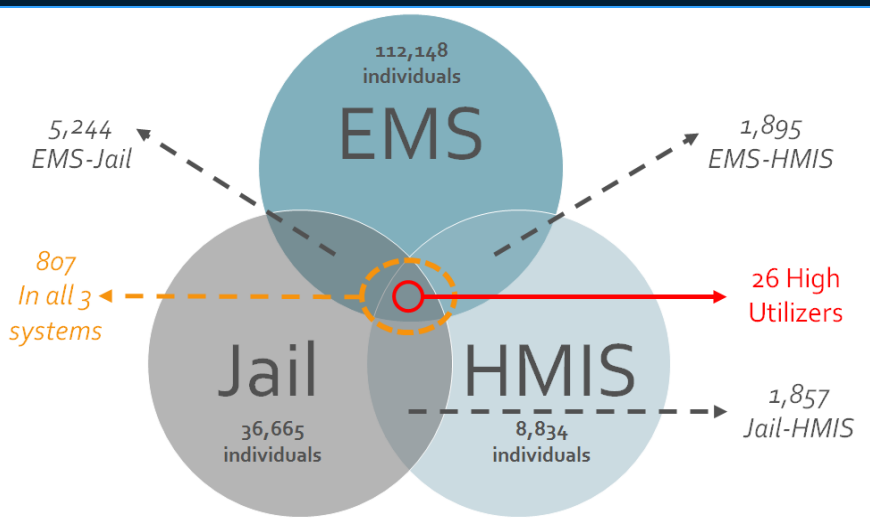 112,148
individuals
EMS
5,244
EMS-Jail
1,895
EMS-HMIS
807
In all 3
systems
26 High
Utilizers
Jail
36,665
individuals
HMIS
8,834
individuals
1,857
Jail-HMIS